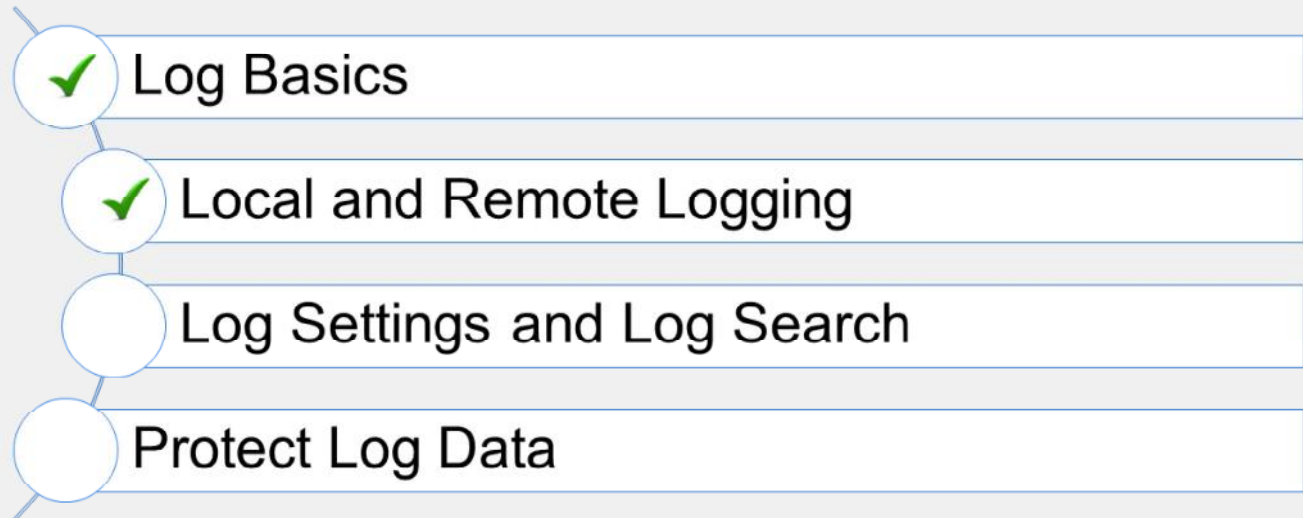 Log Basics
Local and Remote Logging
Log Settings and Log Search
Protect Log Data